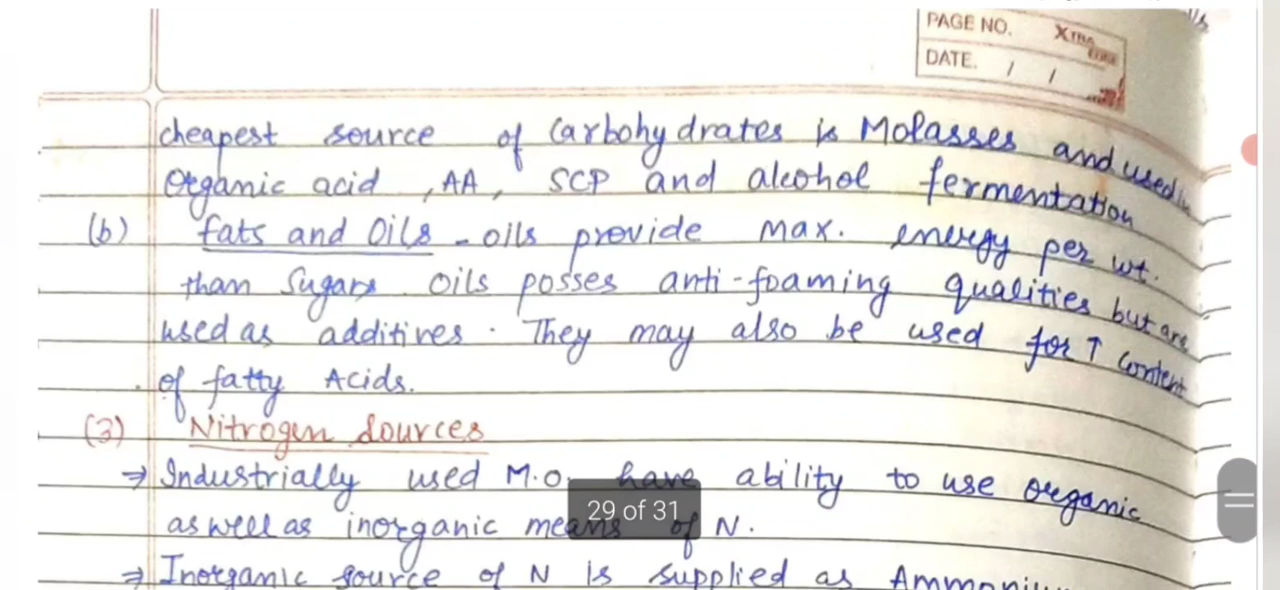 PAGE NO.
DATE. / /
cheapest source of Carbohydrates is Molasses and used in
Organic acid , AA, SCP and alcohol fermentation
(b) fats and Oils - oils provide max. energy per wt.
than Sugars. Oils posses anti-foaming qualities but are
used as additives. They may also be used for ↑ content
of fatty Acids.
(3) Nitrogen Sources
→ Industrially used M.O. have ability to use organic
as well as inorganic means of N.
29 of 31
→ Inorganic source of N is supplied as Ammonium